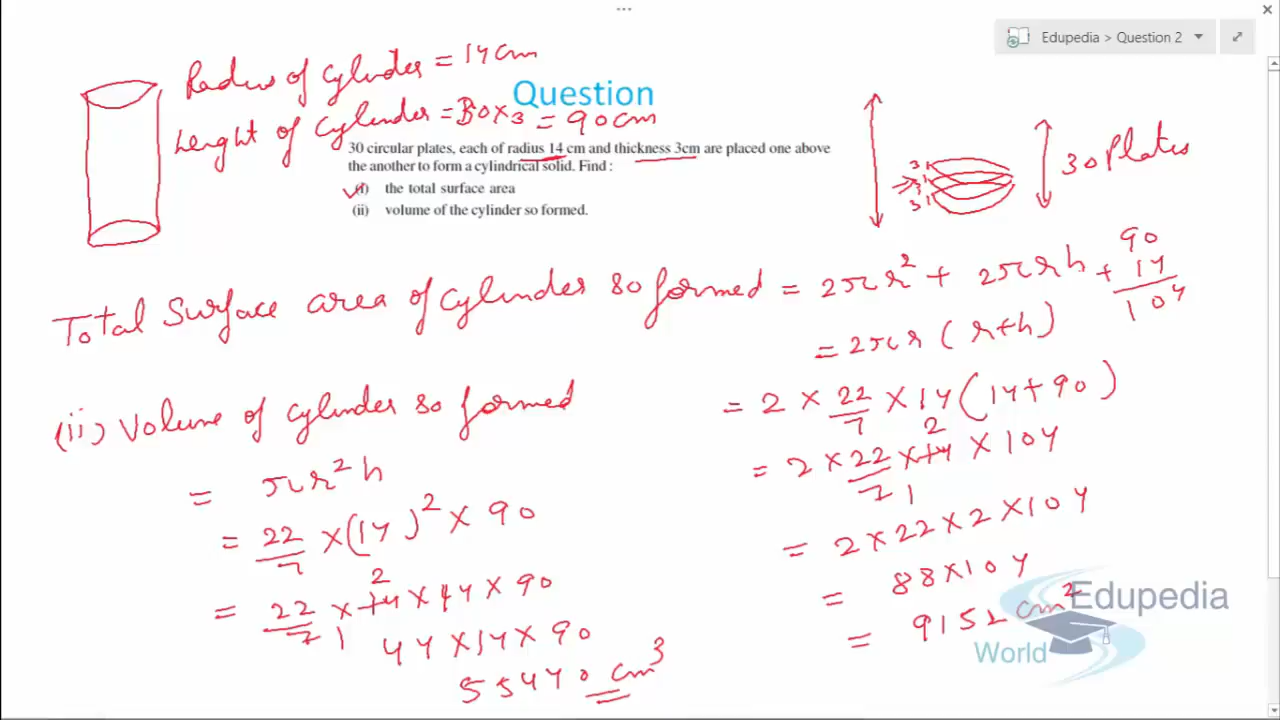 ...
Edupedia > Question 2
Radius of cylinder = 14 cm
Question
Lenght of cylinder = 30 x 3 = 90 cm
30 circular plates, each of radius 14 cm and thickness 3cm are placed one above
the another to form a cylindrical solid. Find :
(i) the total surface area
(ii) volume of the cylinder so formed.
30 Plates
90
+ 14
104
Total Surface area of cylinder so formed = 2πr² + 2πrh
= 2πr (r+h)
= 2 × 22/7 × 14 (14 + 90)
= 2 × 22/7 × 14 × 104
2
1
= 2 × 22 × 2 × 104
= 88 × 104
= 9152 cm²
(ii) Volume of cylinder so formed
= πr²h
= 22/7 × (14)² × 90
= 22/7 × 14 × 14 × 90
2
1
44 × 14 × 90
55440 cm³
Edupedia
World